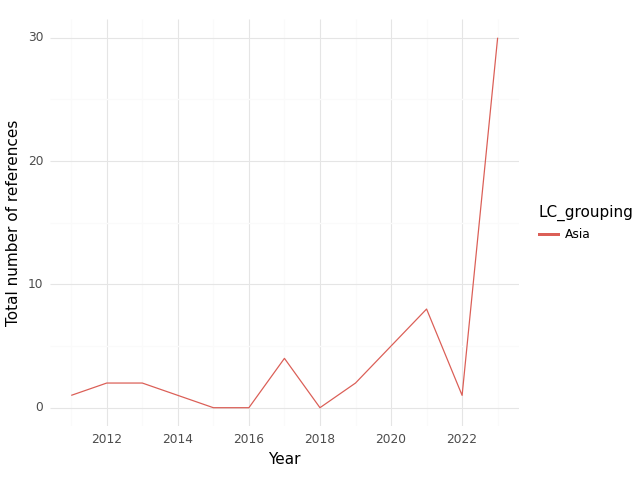 30
20
10
0
Total number of references
2012 2014 2016 2018 2020 2022
Year
LC_grouping
Asia